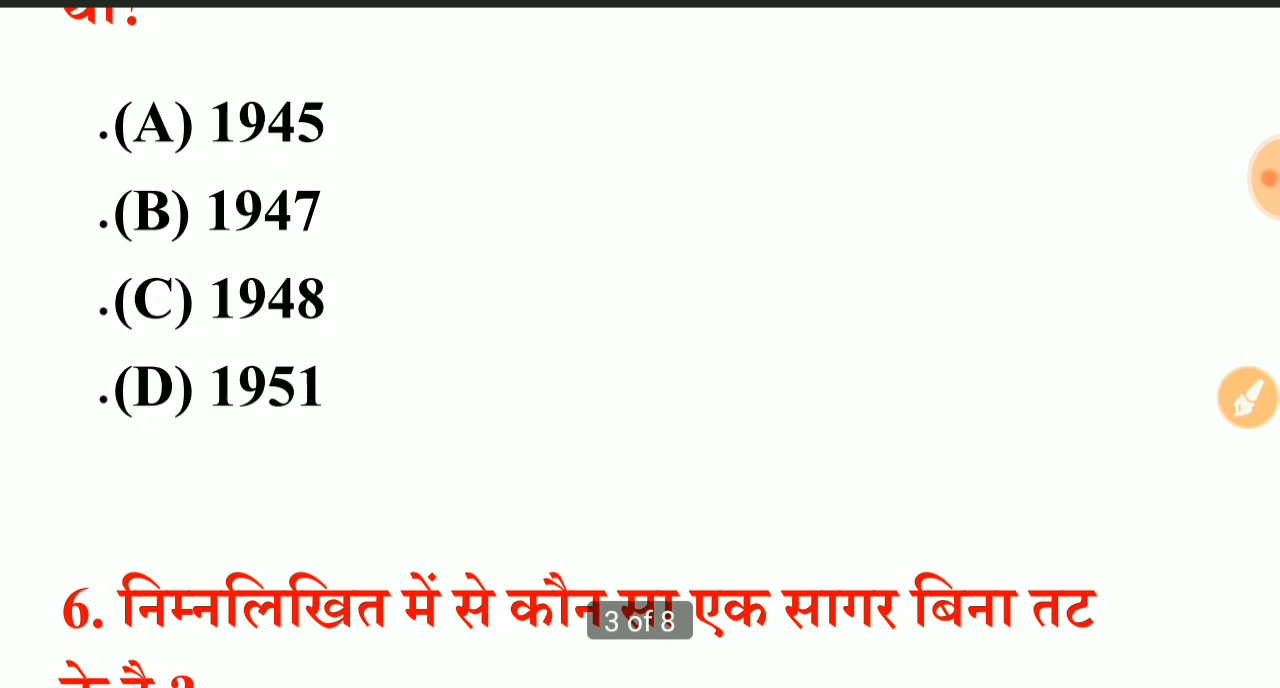 .(A) 1945
.(B) 1947
.(C) 1948
.(D) 1951
6. निम्नलिखित में से कौन सा एक सागर बिना तट
3 of 8